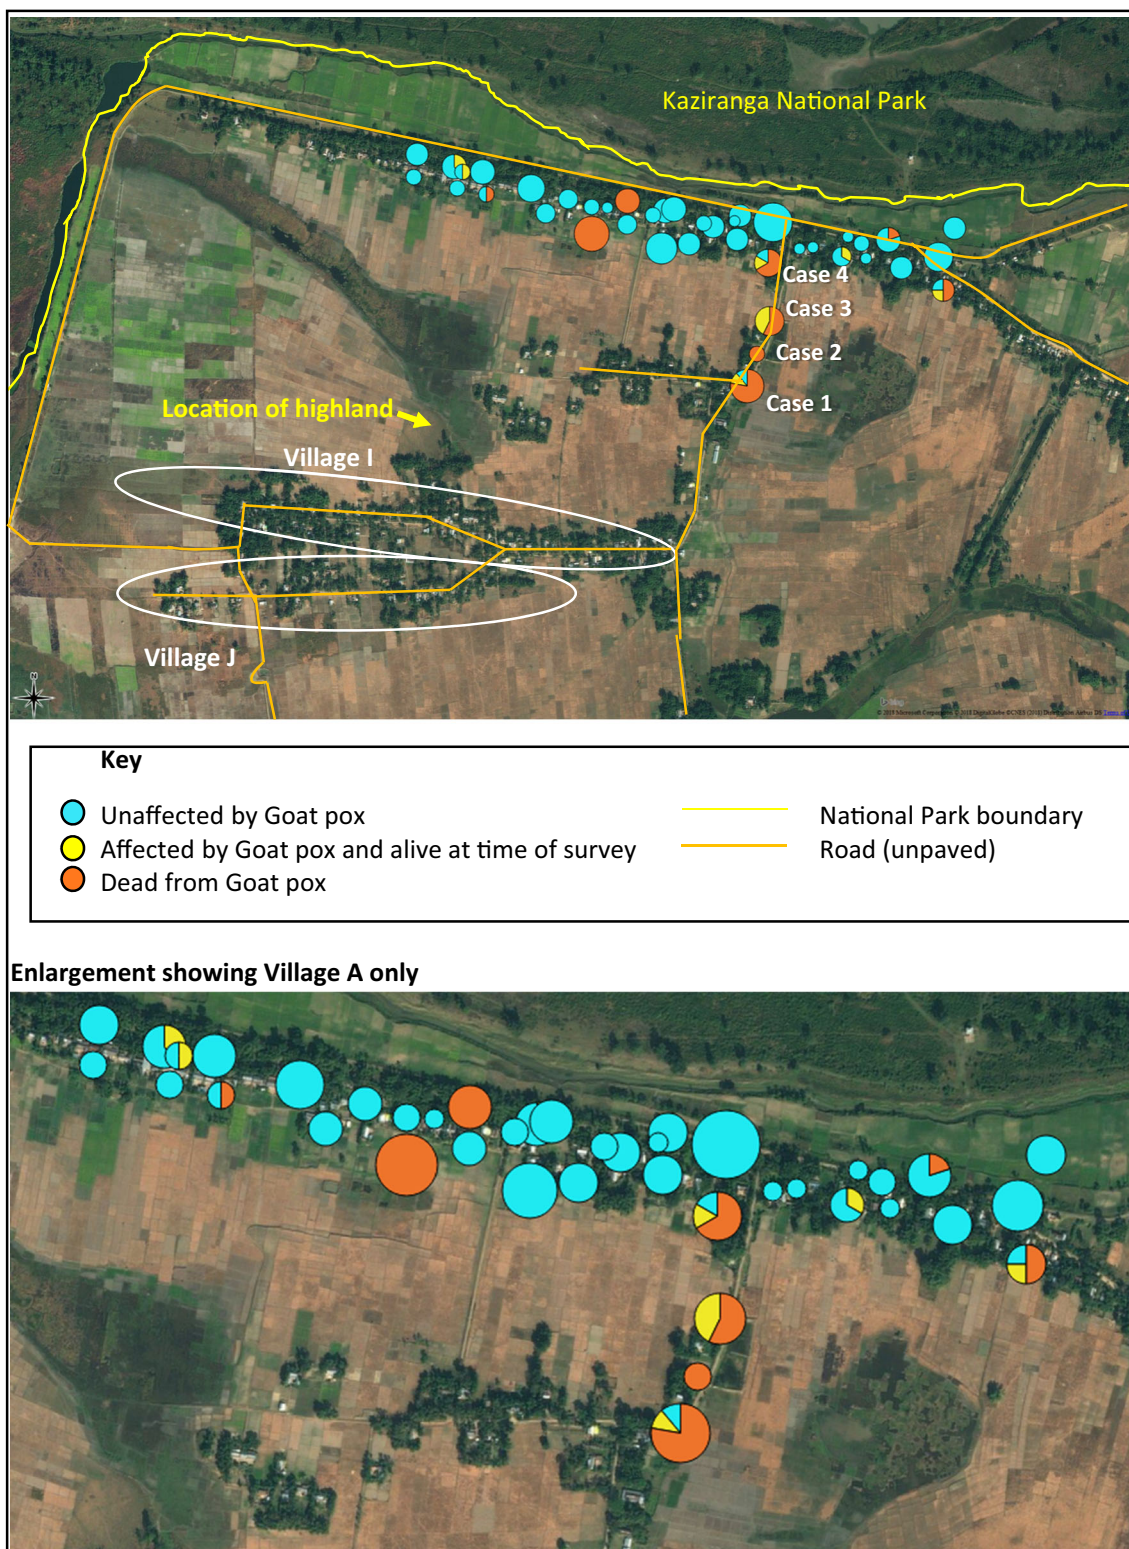 Kaziranga National Park
Case 4
Case 3
Case 2
Case 1
Location of highland
Village I
Village J
N
Key
Unaffected by Goat pox
Affected by Goat pox and alive at time of survey
Dead from Goat pox
National Park boundary
Road (unpaved)
Enlargement showing Village A only